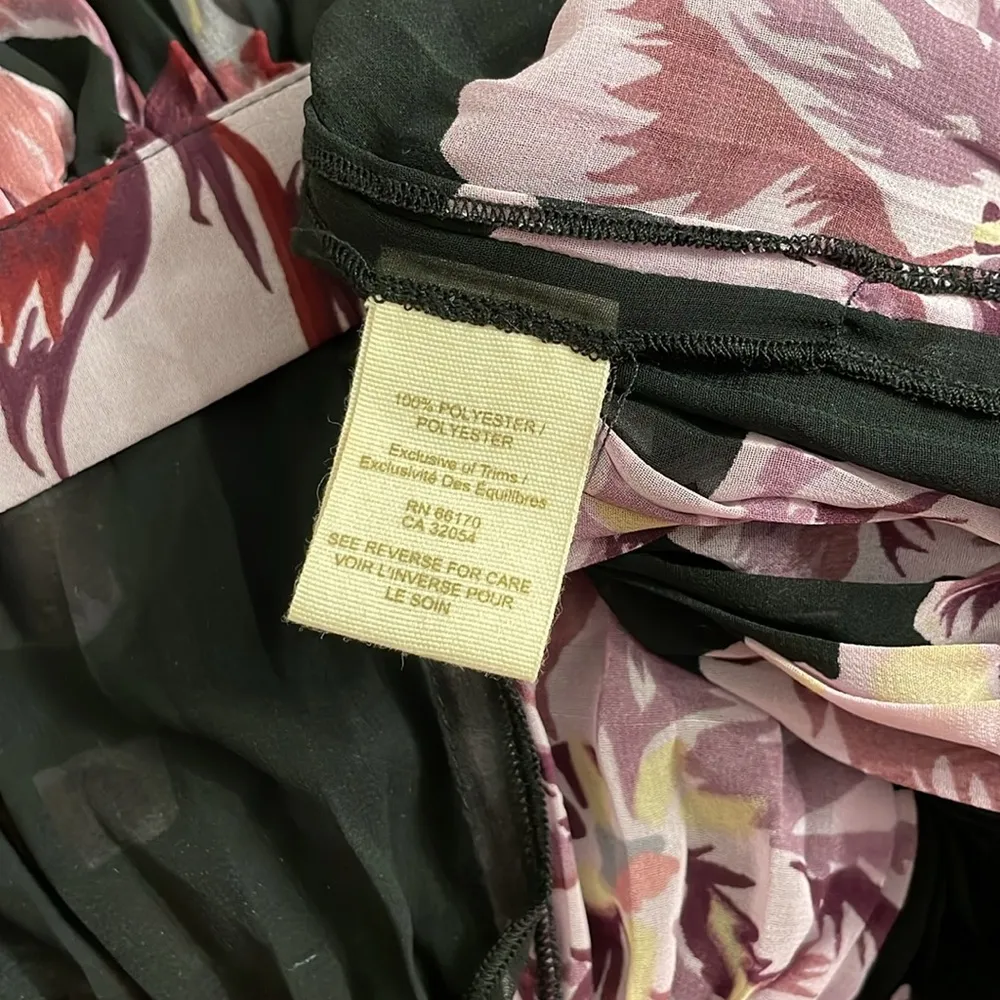 100% POLYESTER /
POLYESTER
Exclusive of Trims /
Exclusivité Des Équilibres
RN 66170
CA 32054
SEE REVERSE FOR CARE
VOIR L'INVERSE POUR
LE SOIN